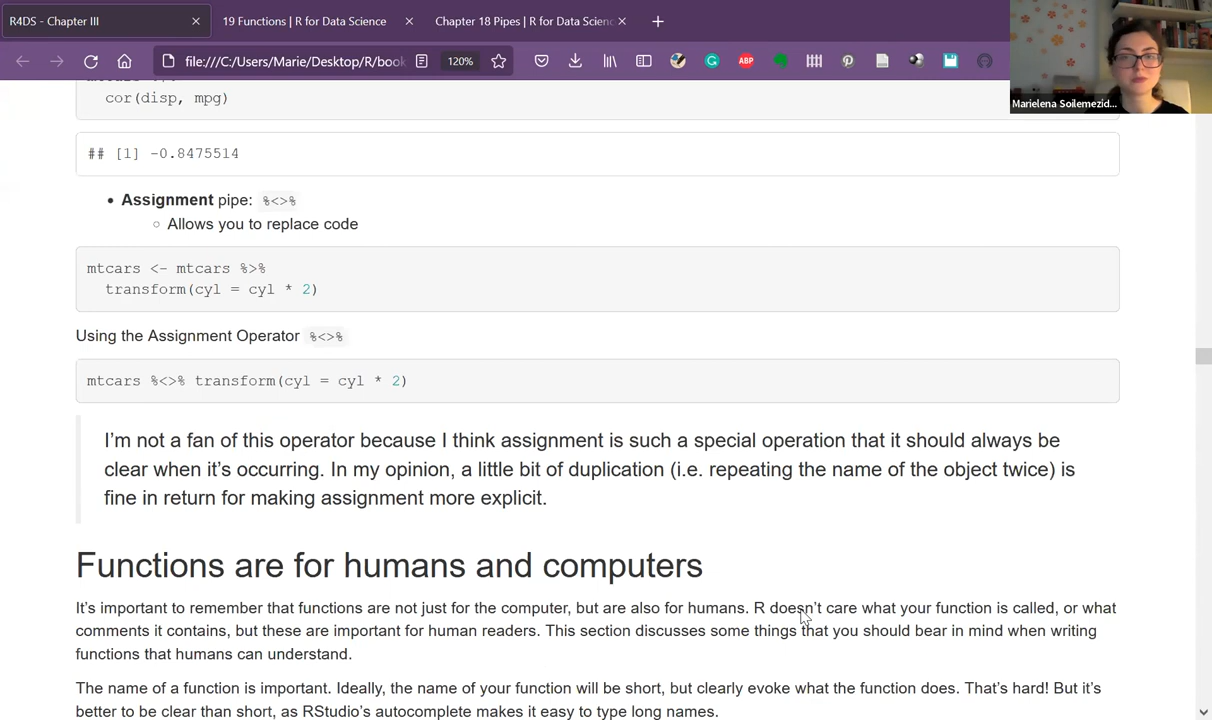 R4DS - Chapter III
19 Functions | R for Data Science
Chapter 18 Pipes | R for Data Scienc
file:///C:/Users/Marie/Desktop/R/book
120%
ABP
Marielena Soilemezid...
cor(disp, mpg)
## [1] -0.8475514
• Assignment pipe: %<>%
○ Allows you to replace code
mtcars <- mtcars %>%
transform(cyl = cyl * 2)
Using the Assignment Operator %<>%
mtcars %<>% transform(cyl = cyl * 2)
I'm not a fan of this operator because I think assignment is such a special operation that it should always be
clear when it's occurring. In my opinion, a little bit of duplication (i.e. repeating the name of the object twice) is
fine in return for making assignment more explicit.
Functions are for humans and computers
It's important to remember that functions are not just for the computer, but are also for humans. R doesn't care what your function is called, or what
comments it contains, but these are important for human readers. This section discusses some things that you should bear in mind when writing
functions that humans can understand.
The name of a function is important. Ideally, the name of your function will be short, but clearly evoke what the function does. That's hard! But it's
better to be clear than short, as RStudio's autocomplete makes it easy to type long names.